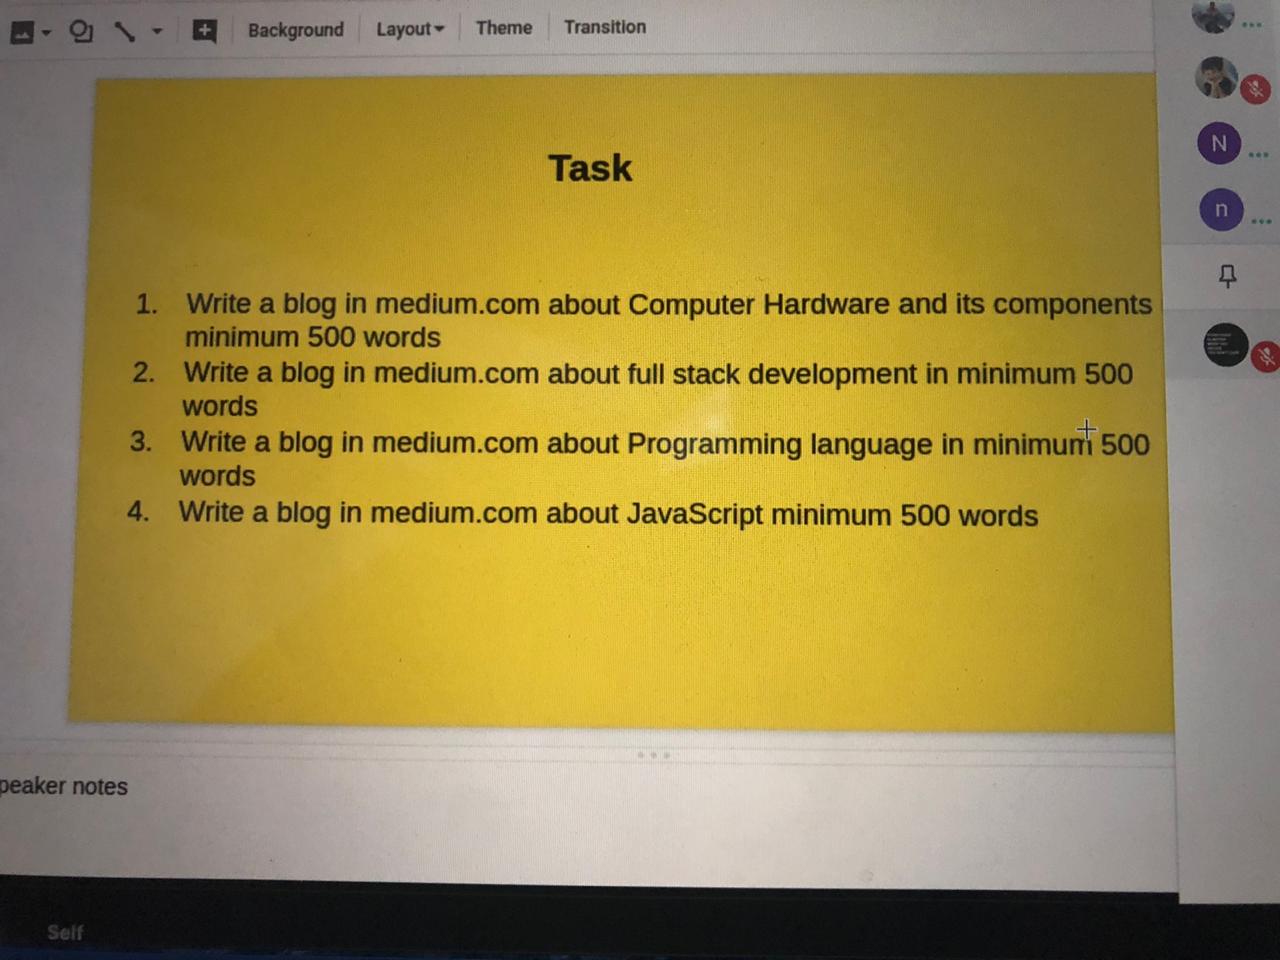 Background Layout Theme Transition
Task
N
n
1. Write a blog in medium.com about Computer Hardware and its components
minimum 500 words
2. Write a blog in medium.com about full stack development in minimum 500
words
3. Write a blog in medium.com about Programming language in minimum 500
words
4. Write a blog in medium.com about JavaScript minimum 500 words
peaker notes
Self